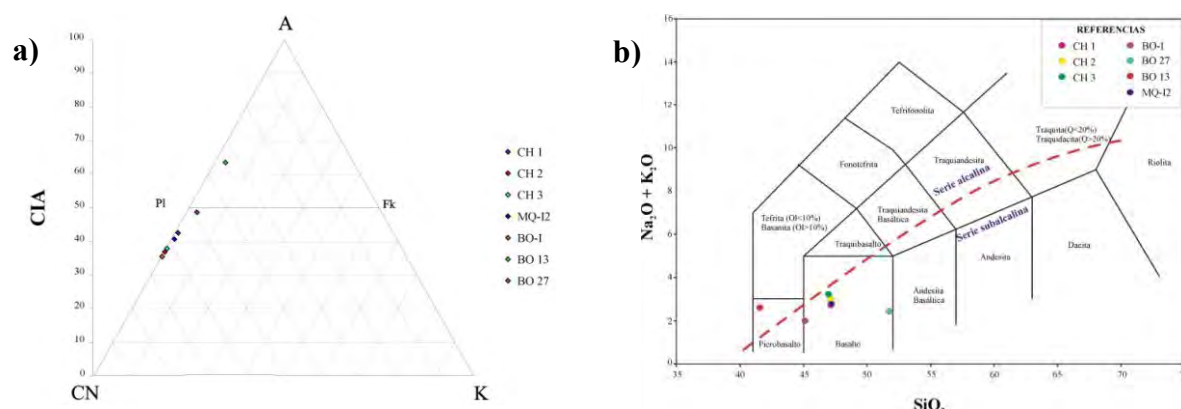 a)
A
CIA
100
90
80
70
60
50
40
30
20
10
0
Pl
Fk
CN
K
CH 1
CH 2
CH 3
MQ-I2
BO-I
BO 13
BO 27
b)
Na₂O + K₂O
16
14
12
10
8
6
4
2
0
REFERENCIAS
CH 1
CH 2
CH 3
BO-I
BO 27
BO 13
MQ-I2
Tefrifonolita
Fonotefrita
Traquiandesita
Traquita(Q<20%)
Traquidacita(Q>20%)
Riolita
Serie alcalina
Tefrita (Ol<10%)
Basanita (Ol>10%)
Traquiandesita
Basáltica
Serie subalcalina
Traquibasalto
Andesita
Basáltica
Andesita
Dacita
Picrobasalto
Basalto
35
40
45
50
55
60
65
70
75
SiO₂